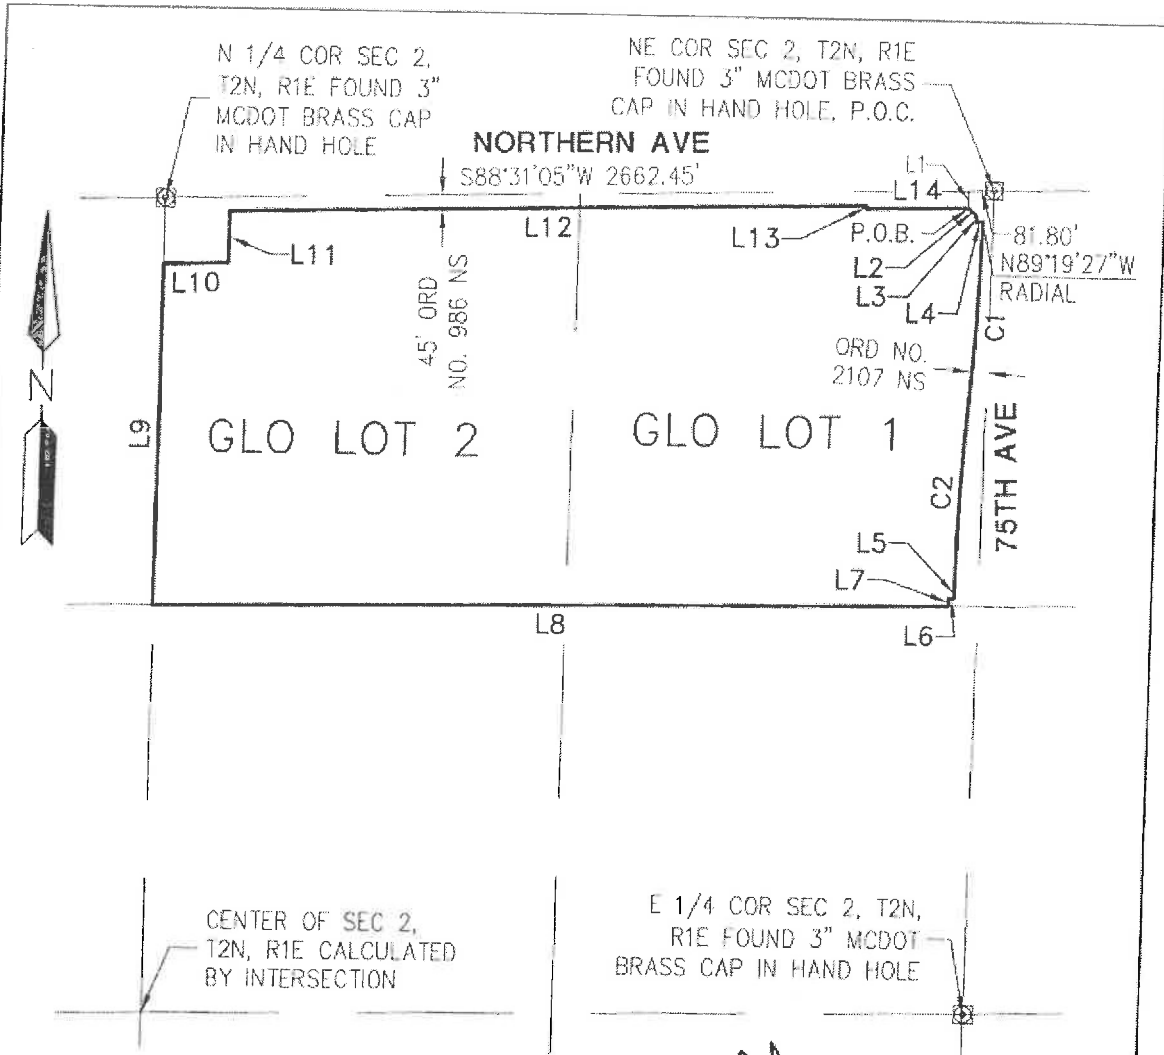 N 1/4 COR SEC 2,
T2N, R1E FOUND 3"
MCDOT BRASS CAP
IN HAND HOLE
NE COR SEC 2, T2N, R1E
FOUND 3" MCDOT BRASS
CAP IN HAND HOLE, P.O.C.
NORTHERN AVE
S88°31'05"W 2662.45'
L1
L14
L12
L13
P.O.B.
L2
L3
L4
81.80'
N89°19'27"W
RADIAL
L11
L10
45' ORD
NO. 986 NS
C1
ORD NO.
2107 NS
N
L9
GLO LOT 2
GLO LOT 1
C2
75TH AVE
L5
L7
L8
L6
CENTER OF SEC 2,
T2N, R1E CALCULATED
BY INTERSECTION
E 1/4 COR SEC 2, T2N,
R1E FOUND 3" MCDOT
BRASS CAP IN HAND HOLE